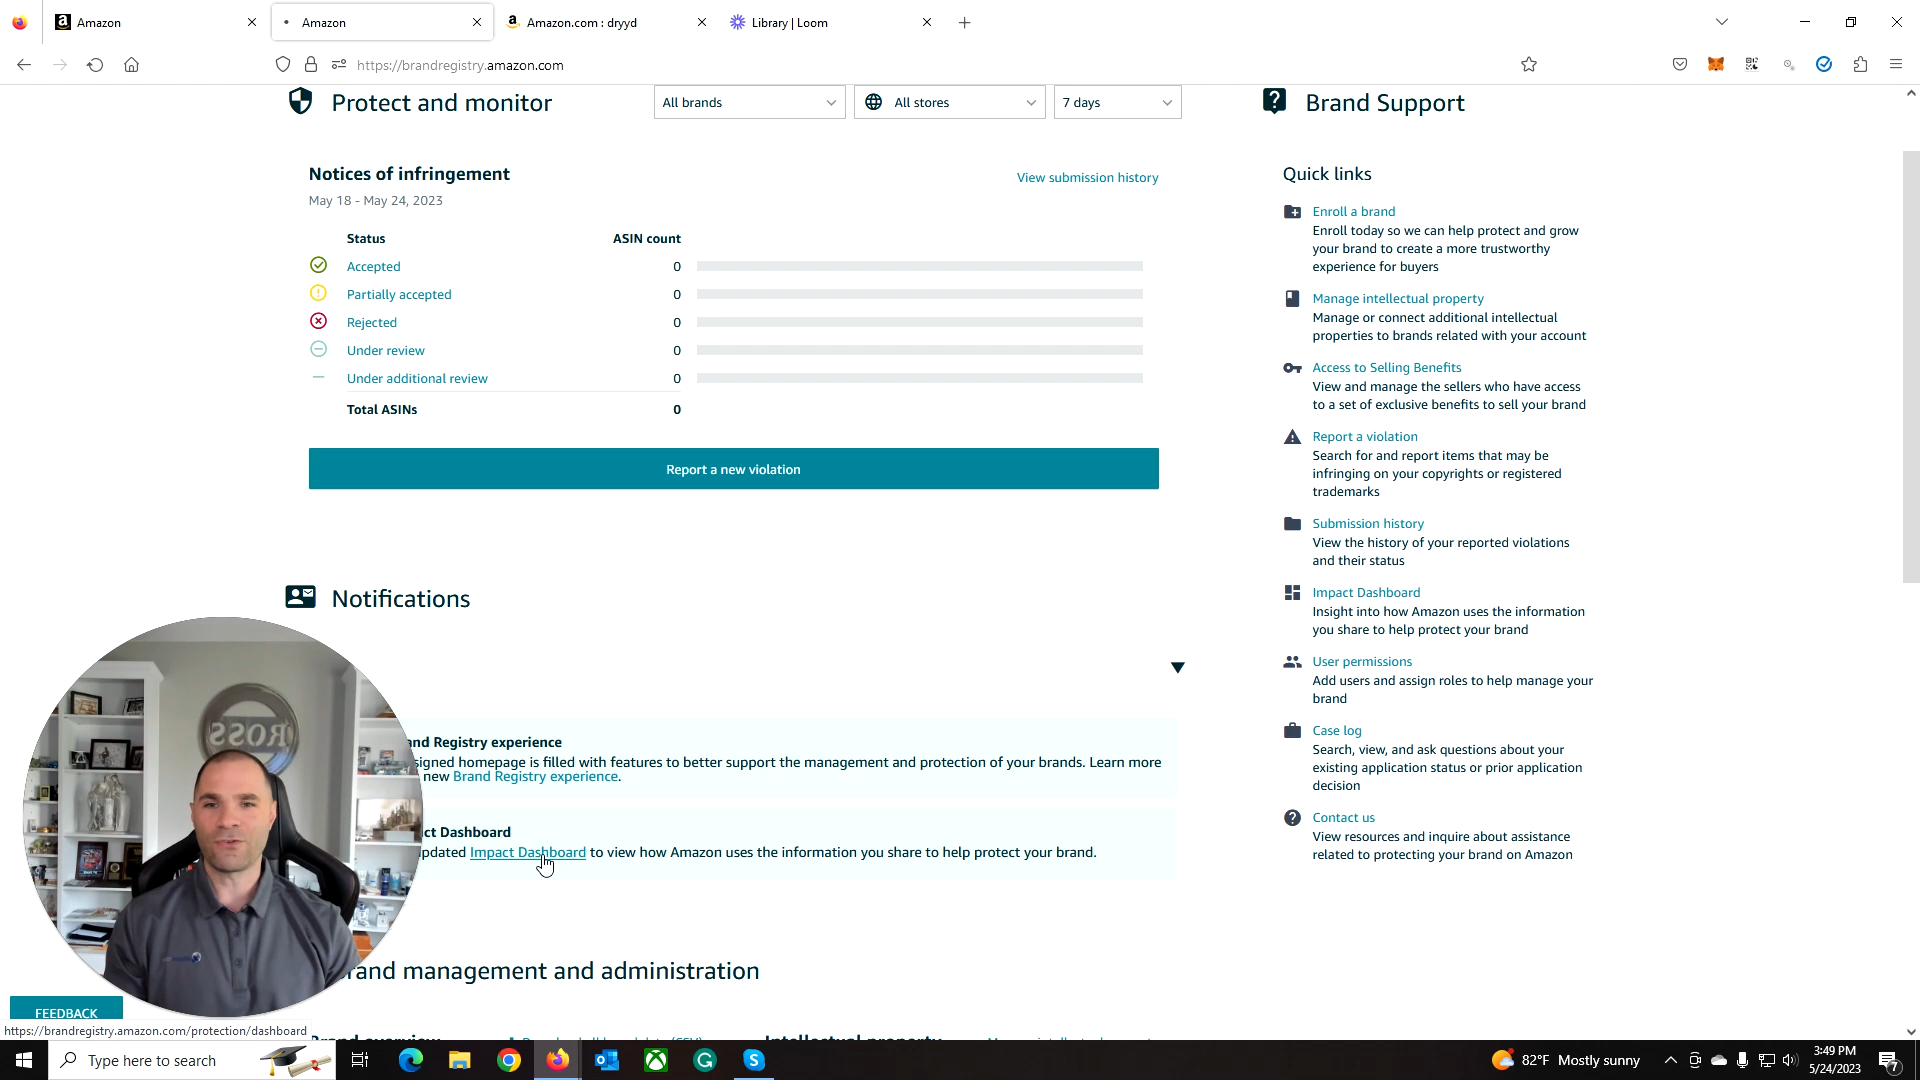 Amazon
Amazon
Amazon.com : dryyd
Library | Loom
https://brandregistry.amazon.com
Protect and monitor
All brands
All stores
7 days
Brand Support
Notices of infringement
View submission history
May 18 - May 24, 2023
Status
ASIN count
Accepted
0
Partially accepted
0
Rejected
0
Under review
0
Under additional review
0
Total ASINs
0
Report a new violation
Quick links
Enroll a brand
Enroll today so we can help protect and grow
your brand to create a more trustworthy
experience for buyers
Manage intellectual property
Manage or connect additional intellectual
properties to brands related with your account
Access to Selling Benefits
View and manage the sellers who have access
to a set of exclusive benefits to sell your brand
Report a violation
Search for and report items that may be
infringing on your copyrights or registered
trademarks
Submission history
View the history of your reported violations
and their status
Impact Dashboard
Insight into how Amazon uses the information
you share to help protect your brand
User permissions
Add users and assign roles to help manage your
brand
Case log
Search, view, and ask questions about your
existing application status or prior application
decision
Contact us
View resources and inquire about assistance
related to protecting your brand on Amazon
Notifications
Registry experience
homepage is filled with features to better support the management and protection of your brands. Learn more
new Brand Registry experience.
Dashboard
Impact Dashboard to view how Amazon uses the information you share to help protect your brand.
management and administration
ROSS
FEEDBACK
https://brandregistry.amazon.com/protection/dashboard
Type here to search
82°F Mostly sunny
3:49 PM
5/24/2023
7